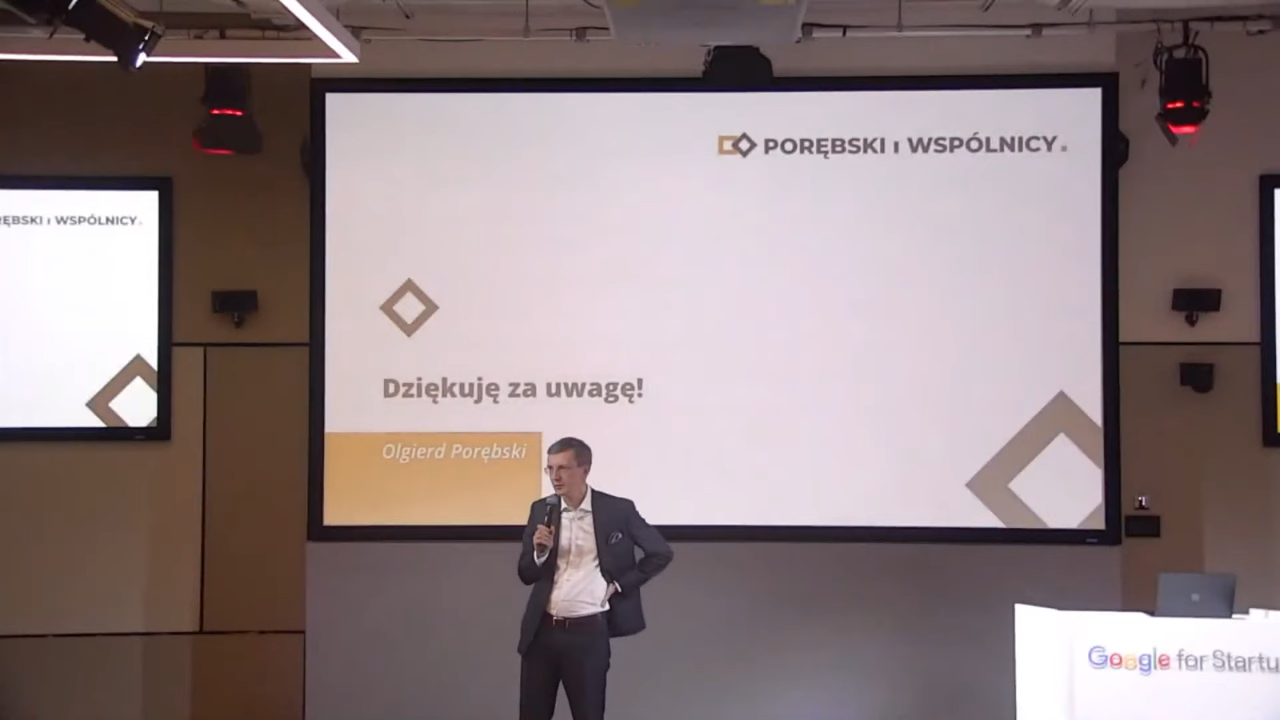 PORĘBSKI i WSPÓLNICY.
RĘBSKI i WSPÓLNICY.
Dziękuję za uwagę!
Olgierd Porębski
Google for Startu